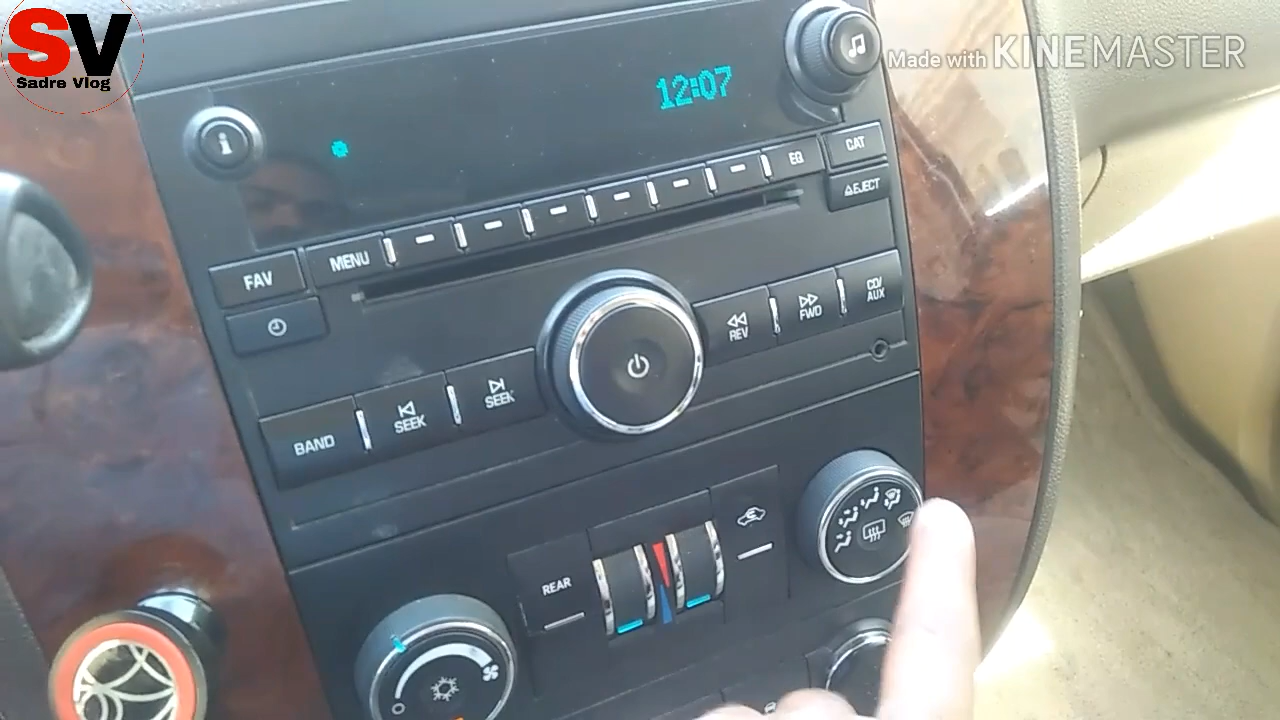 SV
Sadre Vlog
Made with KINEMASTER
12:07
i
CAT
EQ
EJECT
FAV
MENU
REV
FWD
CD/
AUX
BAND
SEEK
SEEK
REAR